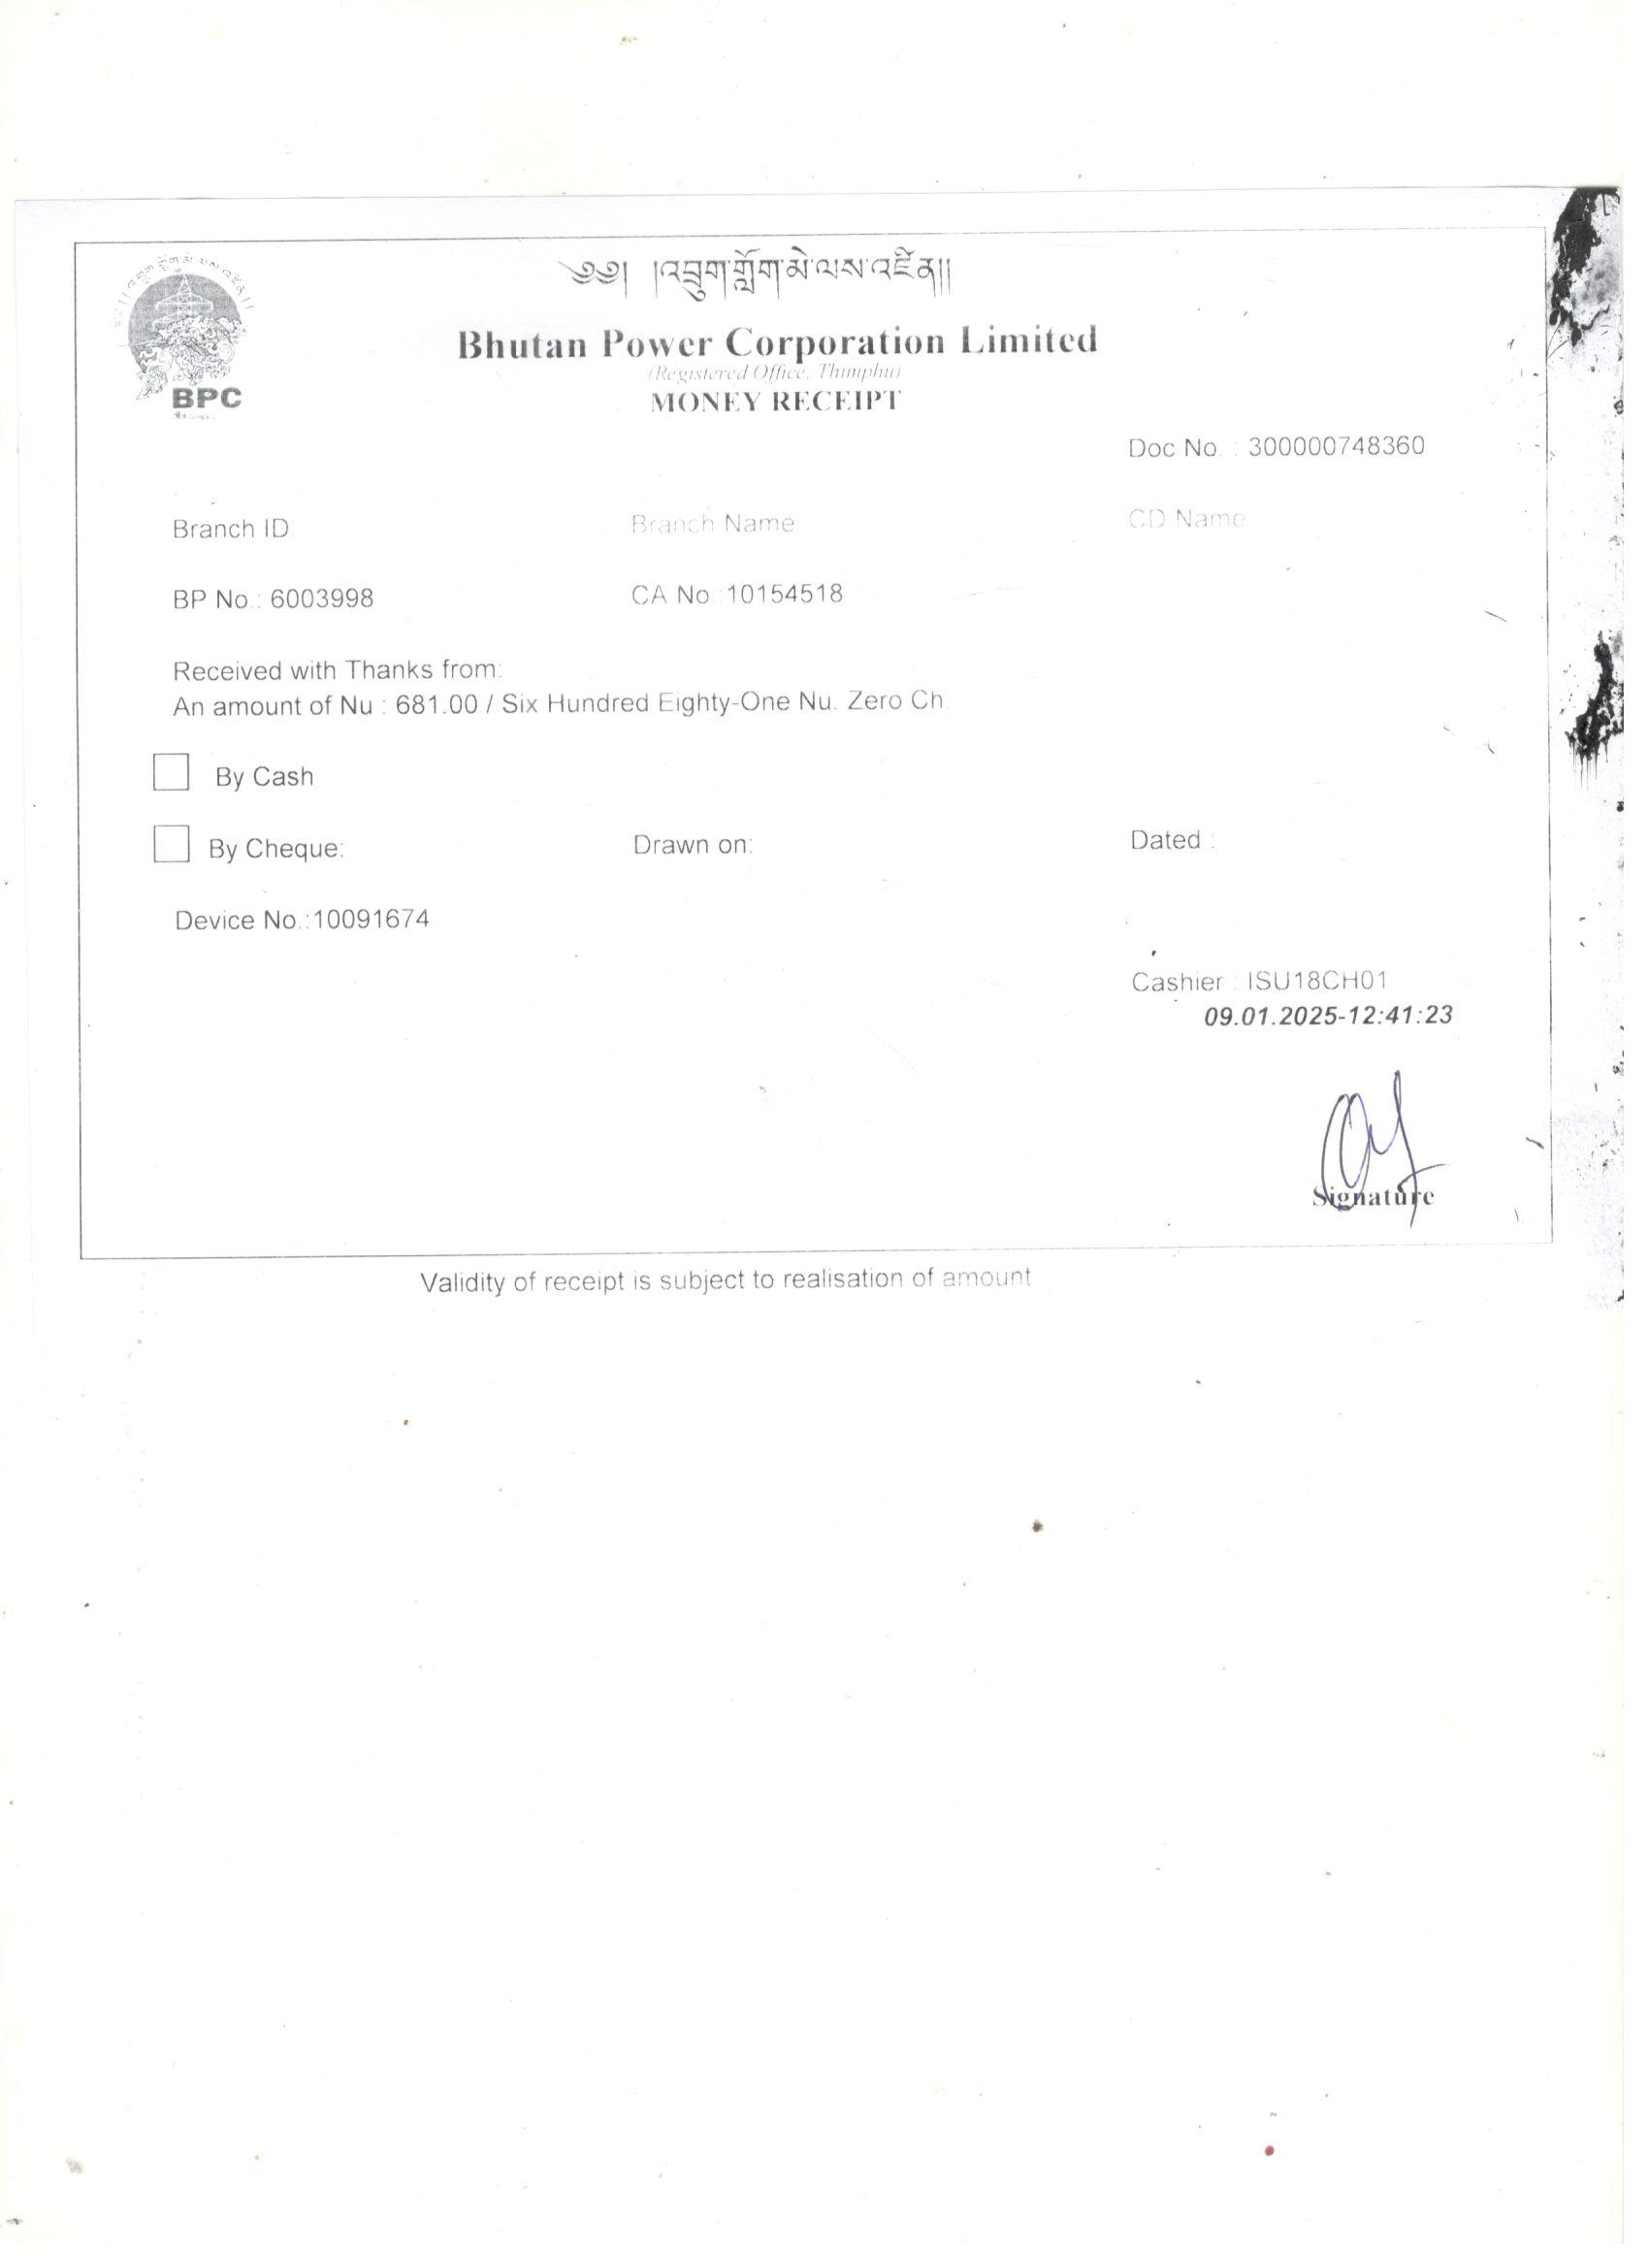 ༄༅། །འབྲུག་གློག་མེ་ལས་འཛིན།།
BPC
Bhutan Power Corporation Limited
(Registered Office, Thimphu)
MONEY RECEIPT
Doc No. : 300000748360
Branch ID Branch Name CD Name
BP No.: 6003998 CA No :10154518
Received with Thanks from:
An amount of Nu : 681.00 / Six Hundred Eighty-One Nu. Zero Ch.
By Cash
By Cheque: Drawn on: Dated :
Device No.:10091674
Cashier : ISU18CH01
09.01.2025-12:41:23
Signature
Validity of receipt is subject to realisation of amount